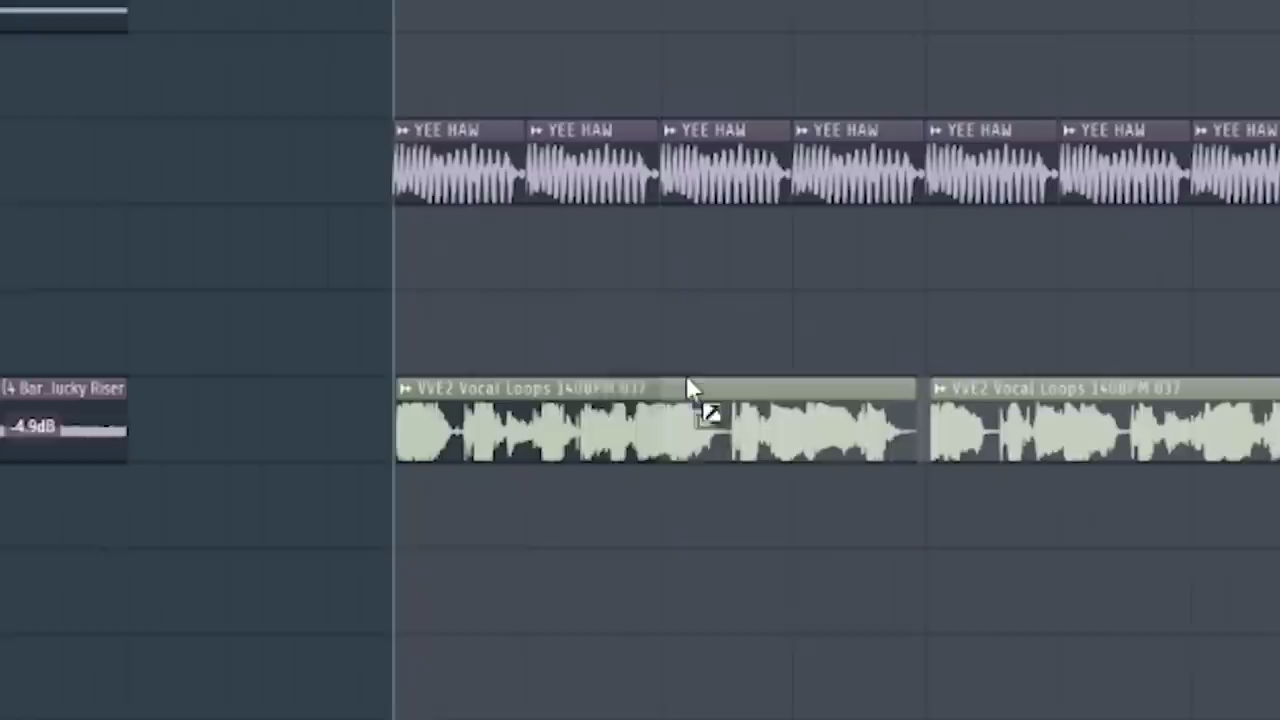 YEE HAW YEE HAW YEE HAW YEE HAW YEE HAW YEE HAW YEE HAW
(4 Bar..lucky Riser VVE2 Vocal Loops 140BPM 037 VVE2 Vocal Loops 140BPM 037
-4.9dB